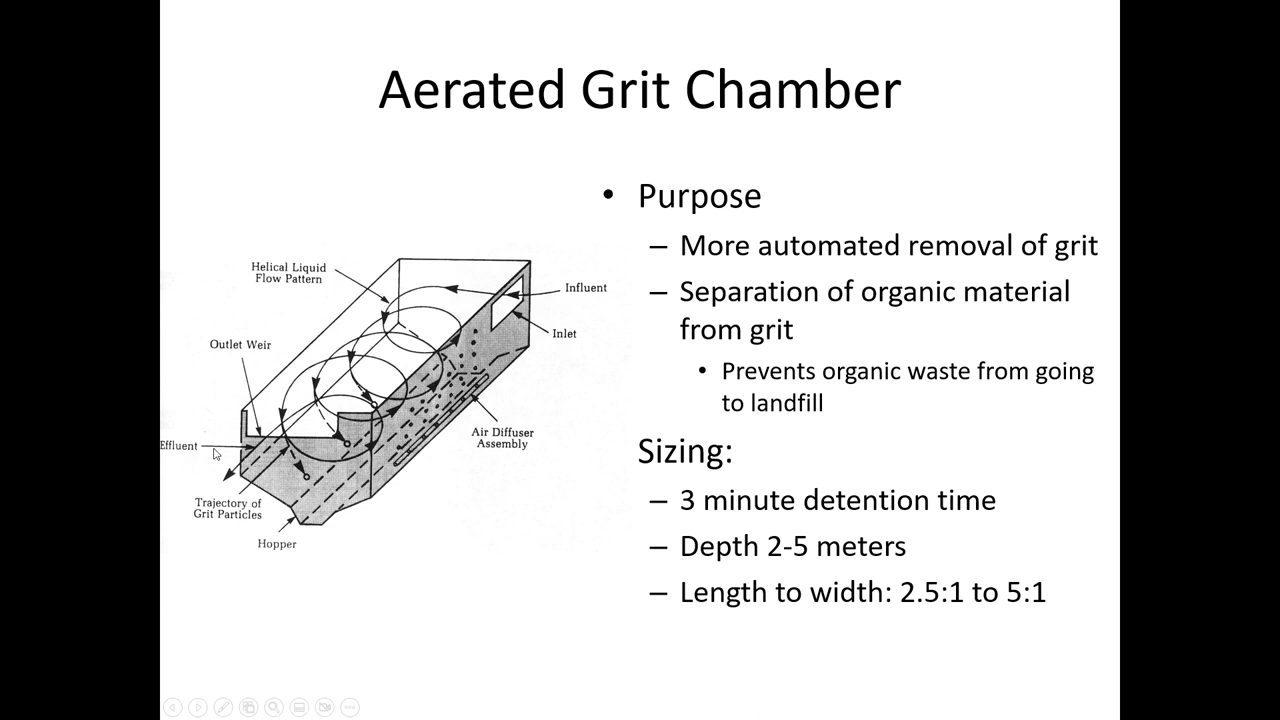 Aerated Grit Chamber
• Purpose
– More automated removal of grit
– Separation of organic material
from grit
• Prevents organic waste from going
to landfill
Sizing:
– 3 minute detention time
– Depth 2-5 meters
– Length to width: 2.5:1 to 5:1
Helical Liquid
Flow Pattern
Influent
Inlet
Outlet Weir
Air Diffuser
Assembly
Effluent
Trajectory of
Grit Particles
Hopper